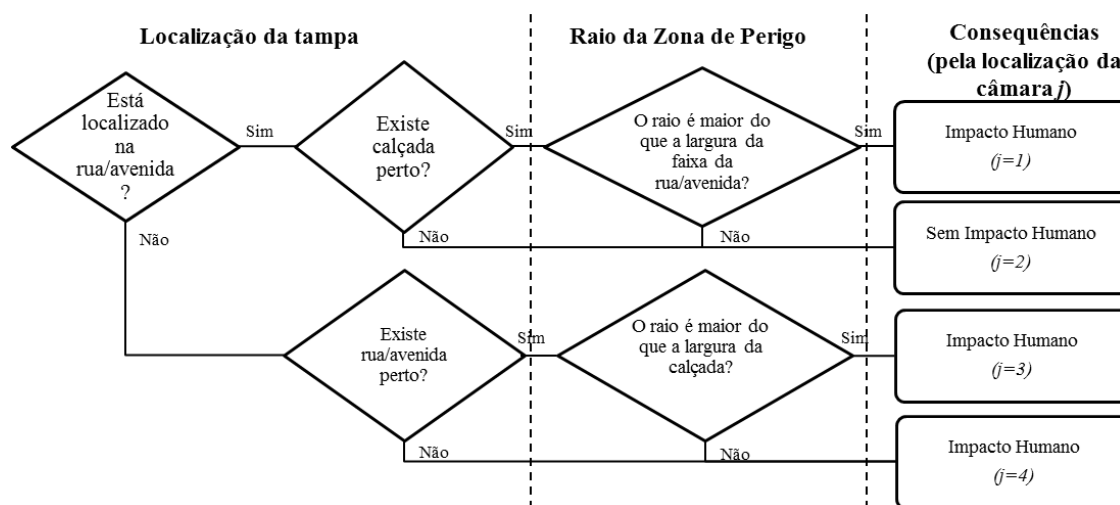 Localização da tampa
Raio da Zona de Perigo
Consequências
(pela localização da
câmara j)
Está
localizado
na
rua/avenida
?
Sim
Existe
calçada
perto?
Sim
O raio é maior do
que a largura da
faixa da
rua/avenida?
Sim
Impacto Humano
(j=1)
Não
Não
Não
Sem Impacto Humano
(j=2)
Existe
rua/avenida
perto?
Sim
O raio é maior do
que a largura da
calçada?
Sim
Impacto Humano
(j=3)
Não
Não
Impacto Humano
(j=4)